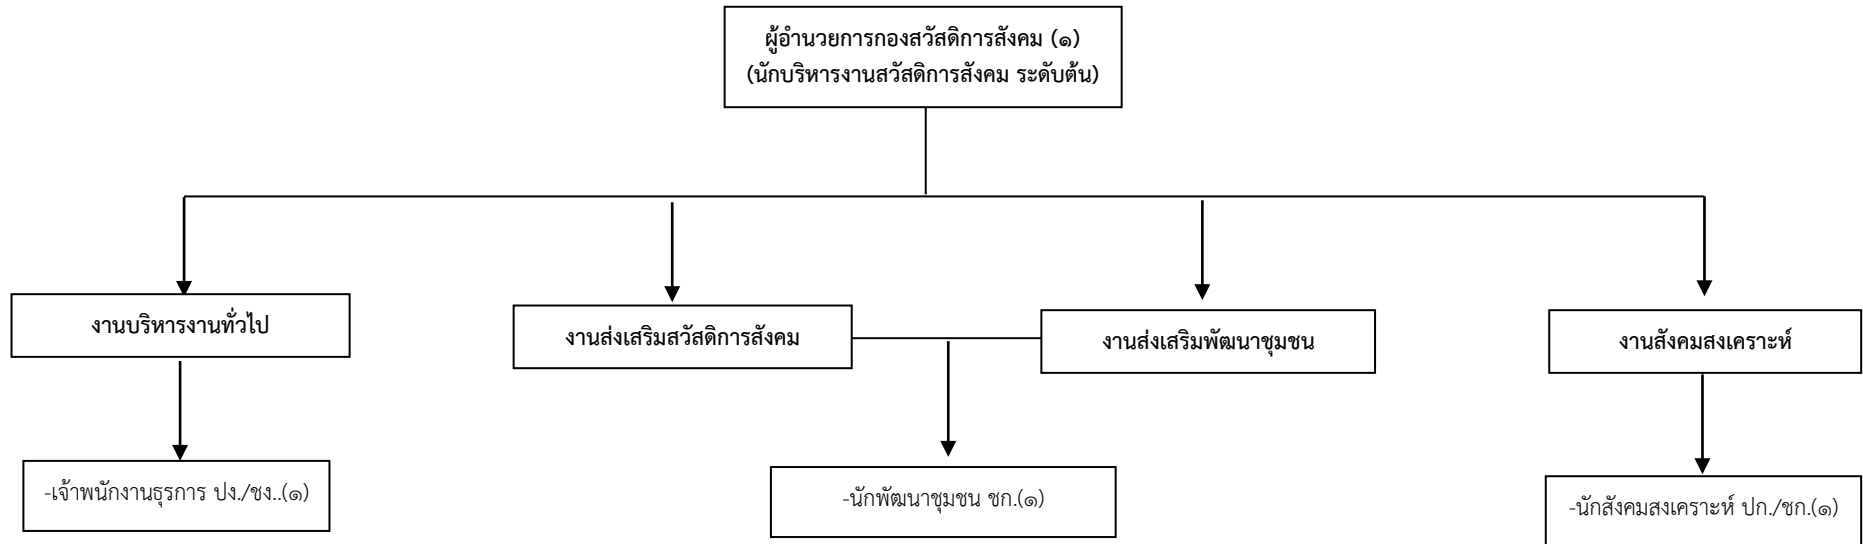 ผู้อำนวยการกองสวัสดิการสังคม (๑)
(นักบริหารงานสวัสดิการสังคม ระดับต้น)
งานบริหารงานทั่วไป
งานส่งเสริมสวัสดิการสังคม
งานส่งเสริมพัฒนาชุมชน
งานสังคมสงเคราะห์
-เจ้าพนักงานธุรการ ปง./ชง..(๑)
-นักพัฒนาชุมชน ชก.(๑)
-นักสังคมสงเคราะห์ ปก./ชก.(๑)